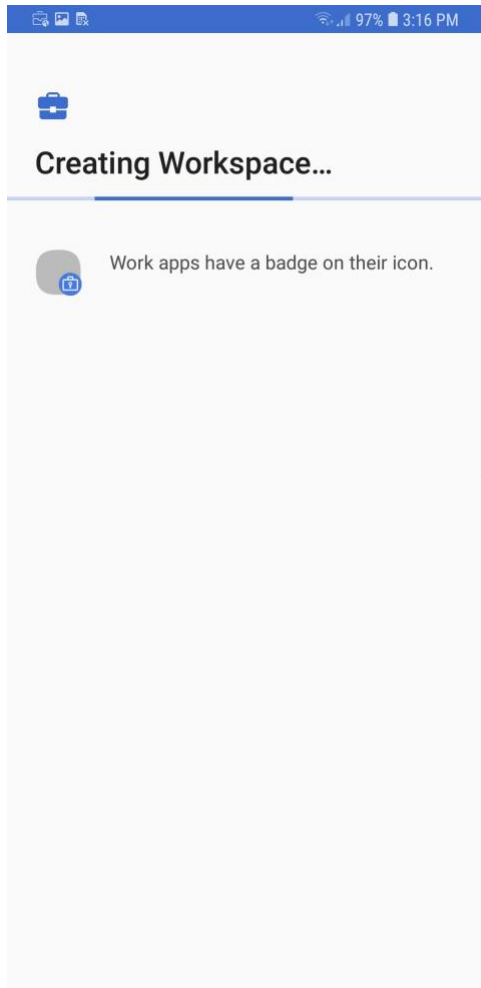 97% 3:16 PM
Creating Workspace...
Work apps have a badge on their icon.